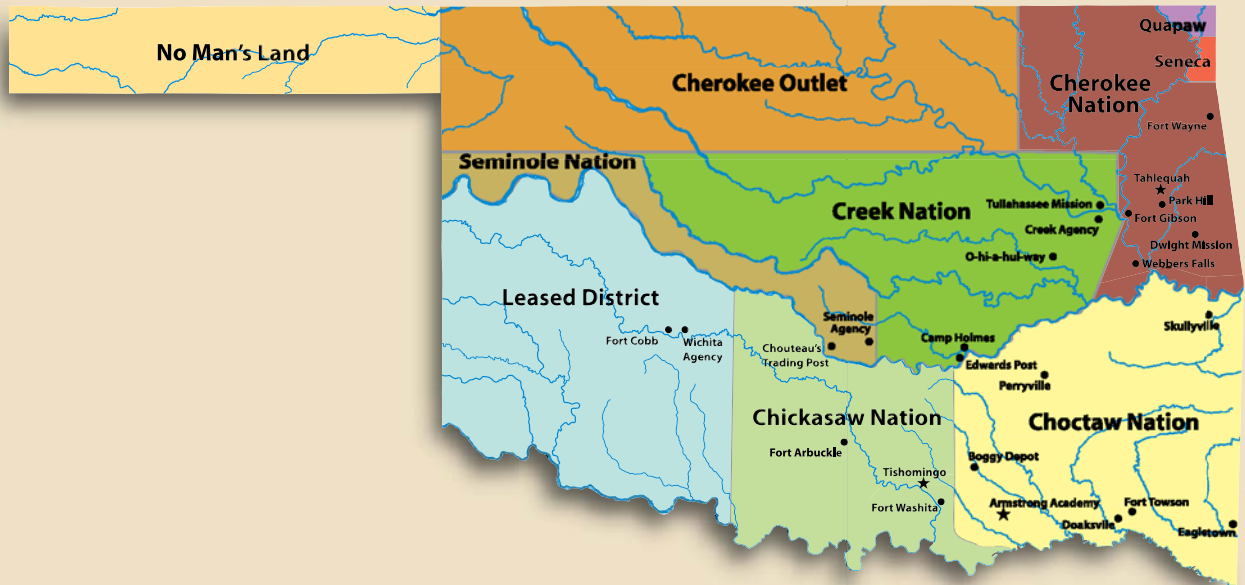 No Man's Land
Cherokee Outlet
Quapaw
Seneca
Cherokee
Nation
Fort Wayne
Seminole Nation
Creek Nation
Tullahassee Mission
Creek Agency
O-hi-a-hul-way
Tahlequah
Park Hill
Fort Gibson
Dwight Mission
Webbers Falls
Leased District
Fort Cobb
Wichita
Agency
Seminole
Agency
Chouteau's
Trading Post
Camp Holmes
Edwards Post
Perryville
Skullyville
Chickasaw Nation
Fort Arbuckle
Tishomingo
Fort Washita
Choctaw Nation
Boggy Depot
Armstrong Academy
Fort Towson
Doaksville
Eagletown